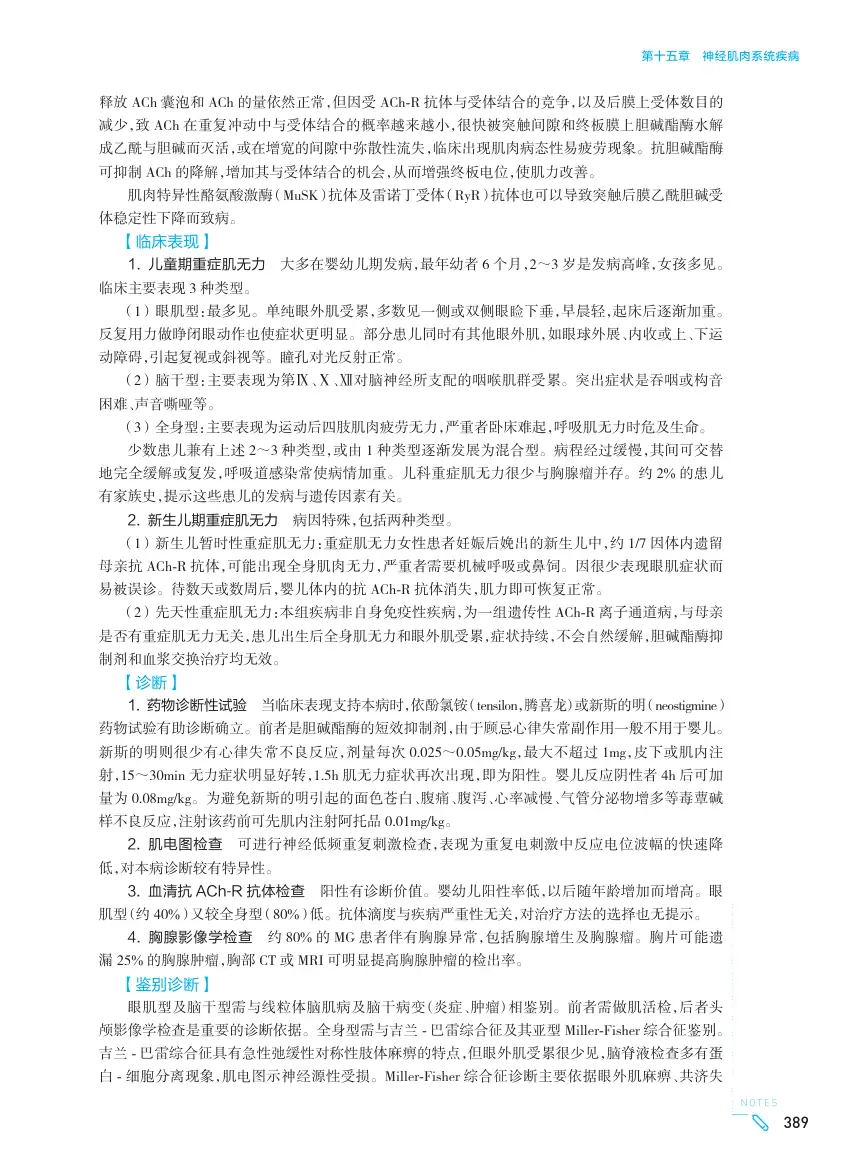 第十五章 神经肌肉系统疾病
释放 ACh 囊泡和 ACh 的量依然正常,但因受 ACh-R 抗体与受体结合的竞争,以及后膜上受体数目的
减少,致 ACh 在重复冲动中与受体结合的概率越来越小,很快被突触间隙和终板膜上胆碱酯酶水解
成乙酰与胆碱而灭活,或在增宽的间隙中弥散性流失,临床出现肌肉病态性易疲劳现象。抗胆碱酯酶
可抑制 ACh 的降解,增加其与受体结合的机会,从而增强终板电位,使肌力改善。
肌肉特异性酪氨酸激酶(MuSK)抗体及雷诺丁受体(RyR)抗体也可以导致突触后膜乙酰胆碱受
体稳定性下降而致病。
【临床表现】
1. 儿童期重症肌无力 大多在婴幼儿期发病,最年幼者 6 个月,2～3 岁是发病高峰,女孩多见。
临床主要表现 3 种类型。
(1)眼肌型:最多见。单纯眼外肌受累,多数见一侧或双侧眼睑下垂,早晨轻,起床后逐渐加重。
反复用力做睁闭眼动作也使症状更明显。部分患儿同时有其他眼外肌,如眼球外展、内收或上、下运
动障碍,引起复视或斜视等。瞳孔对光反射正常。
(2)脑干型:主要表现为第Ⅸ、Ⅹ、Ⅻ对脑神经所支配的咽喉肌群受累。突出症状是吞咽或构音
困难、声音嘶哑等。
(3)全身型:主要表现为运动后四肢肌肉疲劳无力,严重者卧床难起,呼吸肌无力时危及生命。
少数患儿兼有上述 2～3 种类型,或由 1 种类型逐渐发展为混合型。病程经过缓慢,其间可交替
地完全缓解或复发,呼吸道感染常使病情加重。儿科重症肌无力很少与胸腺瘤并存。约 2% 的患儿
有家族史,提示这些患儿的发病与遗传因素有关。
2. 新生儿期重症肌无力 病因特殊,包括两种类型。
(1)新生儿暂时性重症肌无力:重症肌无力女性患者妊娠后娩出的新生儿中,约 1/7 因体内遗留
母亲抗 ACh-R 抗体,可能出现全身肌肉无力,严重者需要机械呼吸或鼻饲。因很少表现眼肌症状而
易被误诊。待数天或数周后,婴儿体内的抗 ACh-R 抗体消失,肌力即可恢复正常。
(2)先天性重症肌无力:本组疾病非自身免疫性疾病,为一组遗传性 ACh-R 离子通道病,与母亲
是否有重症肌无力无关,患儿出生后全身肌无力和眼外肌受累,症状持续,不会自然缓解,胆碱酯酶抑
制剂和血浆交换治疗均无效。
【诊断】
1. 药物诊断性试验 当临床表现支持本病时,依酚氯铵(tensilon,腾喜龙)或新斯的明(neostigmine)
药物试验有助诊断确立。前者是胆碱酯酶的短效抑制剂,由于顾忌心律失常副作用一般不用于婴儿。
新斯的明则很少有心律失常不良反应,剂量每次 0.025～0.05mg/kg,最大不超过 1mg,皮下或肌内注
射,15～30min 无力症状明显好转,1.5h 肌无力症状再次出现,即为阳性。婴儿反应阴性者 4h 后可加
量为 0.08mg/kg。为避免新斯的明引起的面色苍白、腹痛、腹泻、心率减慢、气管分泌物增多等毒蕈碱
样不良反应,注射该药前可先肌内注射阿托品 0.01mg/kg。
2. 肌电图检查 可进行神经低频重复刺激检查,表现为重复电刺激中反应电位波幅的快速降
低,对本病诊断较有特异性。
3. 血清抗 ACh-R 抗体检查 阳性有诊断价值。婴幼儿阳性率低,以后随年龄增加而增高。眼
肌型(约 40%)又较全身型(80%)低。抗体滴度与疾病严重性无关,对治疗方法的选择也无提示。
4. 胸腺影像学检查 约 80% 的 MG 患者伴有胸腺异常,包括胸腺增生及胸腺瘤。胸片可能遗
漏 25% 的胸腺肿瘤,胸部 CT 或 MRI 可明显提高胸腺肿瘤的检出率。
【鉴别诊断】
眼肌型及脑干型需与线粒体脑肌病及脑干病变(炎症、肿瘤)相鉴别。前者需做肌活检,后者头
颅影像学检查是重要的诊断依据。全身型需与吉兰 - 巴雷综合征及其亚型 Miller-Fisher 综合征鉴别。
吉兰 - 巴雷综合征具有急性弛缓性对称性肢体麻痹的特点,但眼外肌受累很少见,脑脊液检查多有蛋
白 - 细胞分离现象,肌电图示神经源性受损。Miller-Fisher 综合征诊断主要依据眼外肌麻痹、共济失
NOTES
389